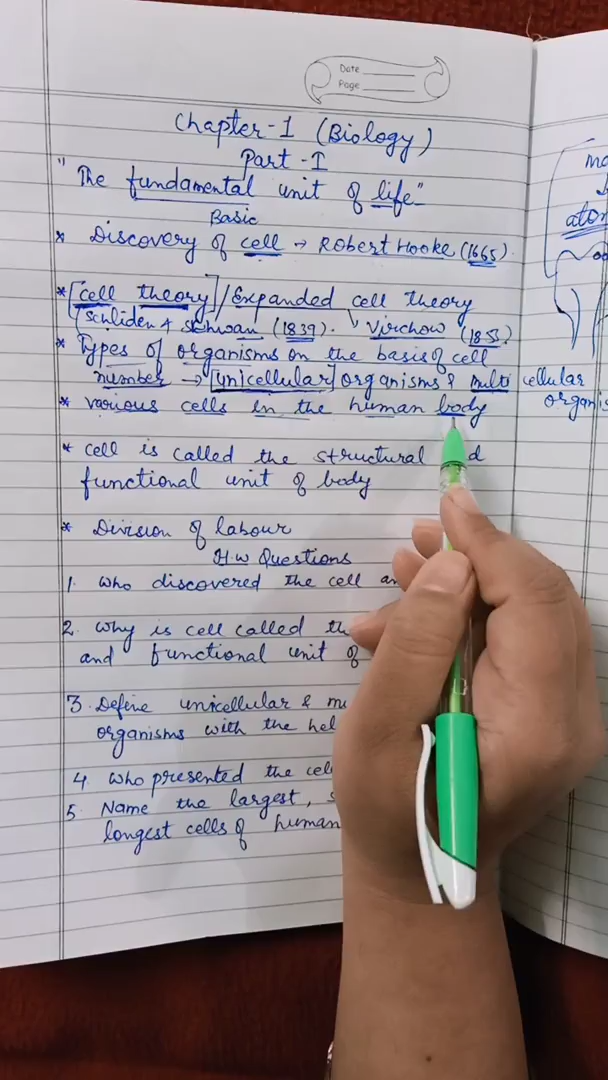 Date
Page
Chapter-1 (Biology)
Part-I
"The fundamental unit of life"
Basic
* Discovery of cell → Robert Hooke (1665).
* [cell theory]/Expanded cell theory
(Schliden & Schwan (1839). ↳ Virchow (1855)
* Types of organisms on the basis of cell
number → [unicellular] organisms & multi cellular
organis
* various cells in the human body
* cell is called the structural d
functional unit of body
* Division of labour
HW Questions
1. who discovered the cell an
2. why is cell called th
and functional unit of
3. Define unicellular & mu
organisms with the hel
4. who presented the cel
5. Name the largest, s
longest cells of human
atom